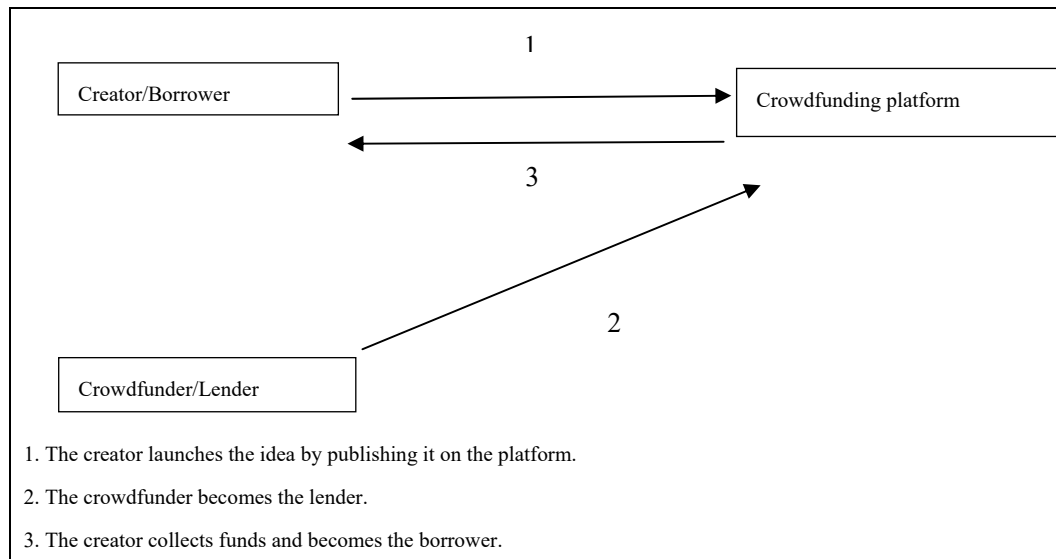 1
Creator/Borrower
Crowdfunding platform
3
2
Crowdfunder/Lender
1. The creator launches the idea by publishing it on the platform.
2. The crowdfunder becomes the lender.
3. The creator collects funds and becomes the borrower.